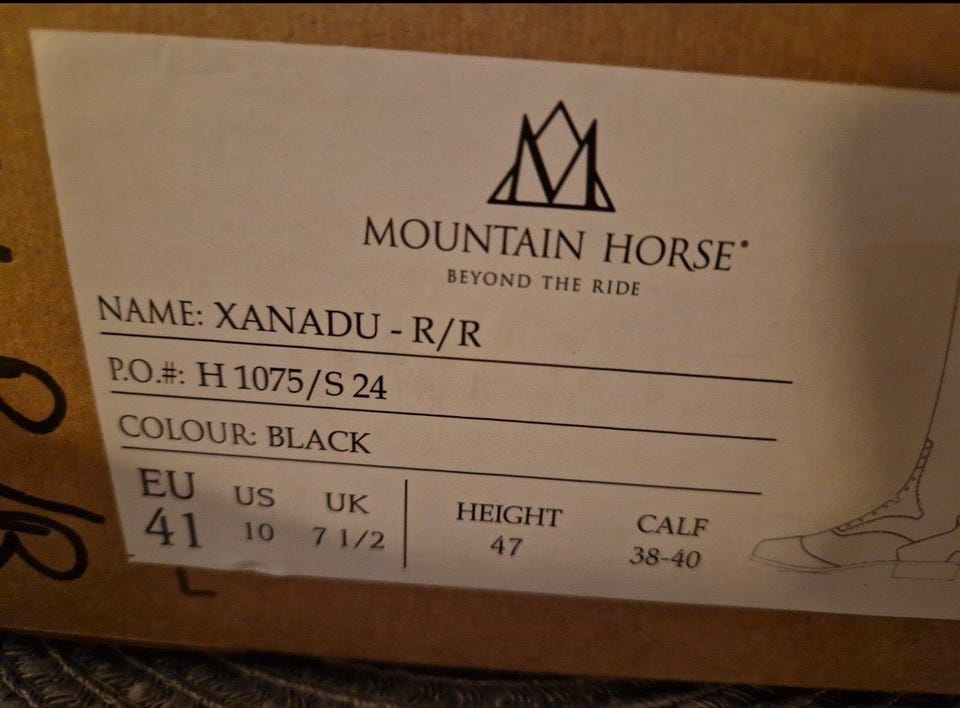 MOUNTAIN HORSE®
BEYOND THE RIDE
NAME: XANADU - R/R
P.O.#: H 1075/S 24
COLOUR: BLACK
EU US UK HEIGHT CALF
41 10 7 1/2 47 38-40
R/R